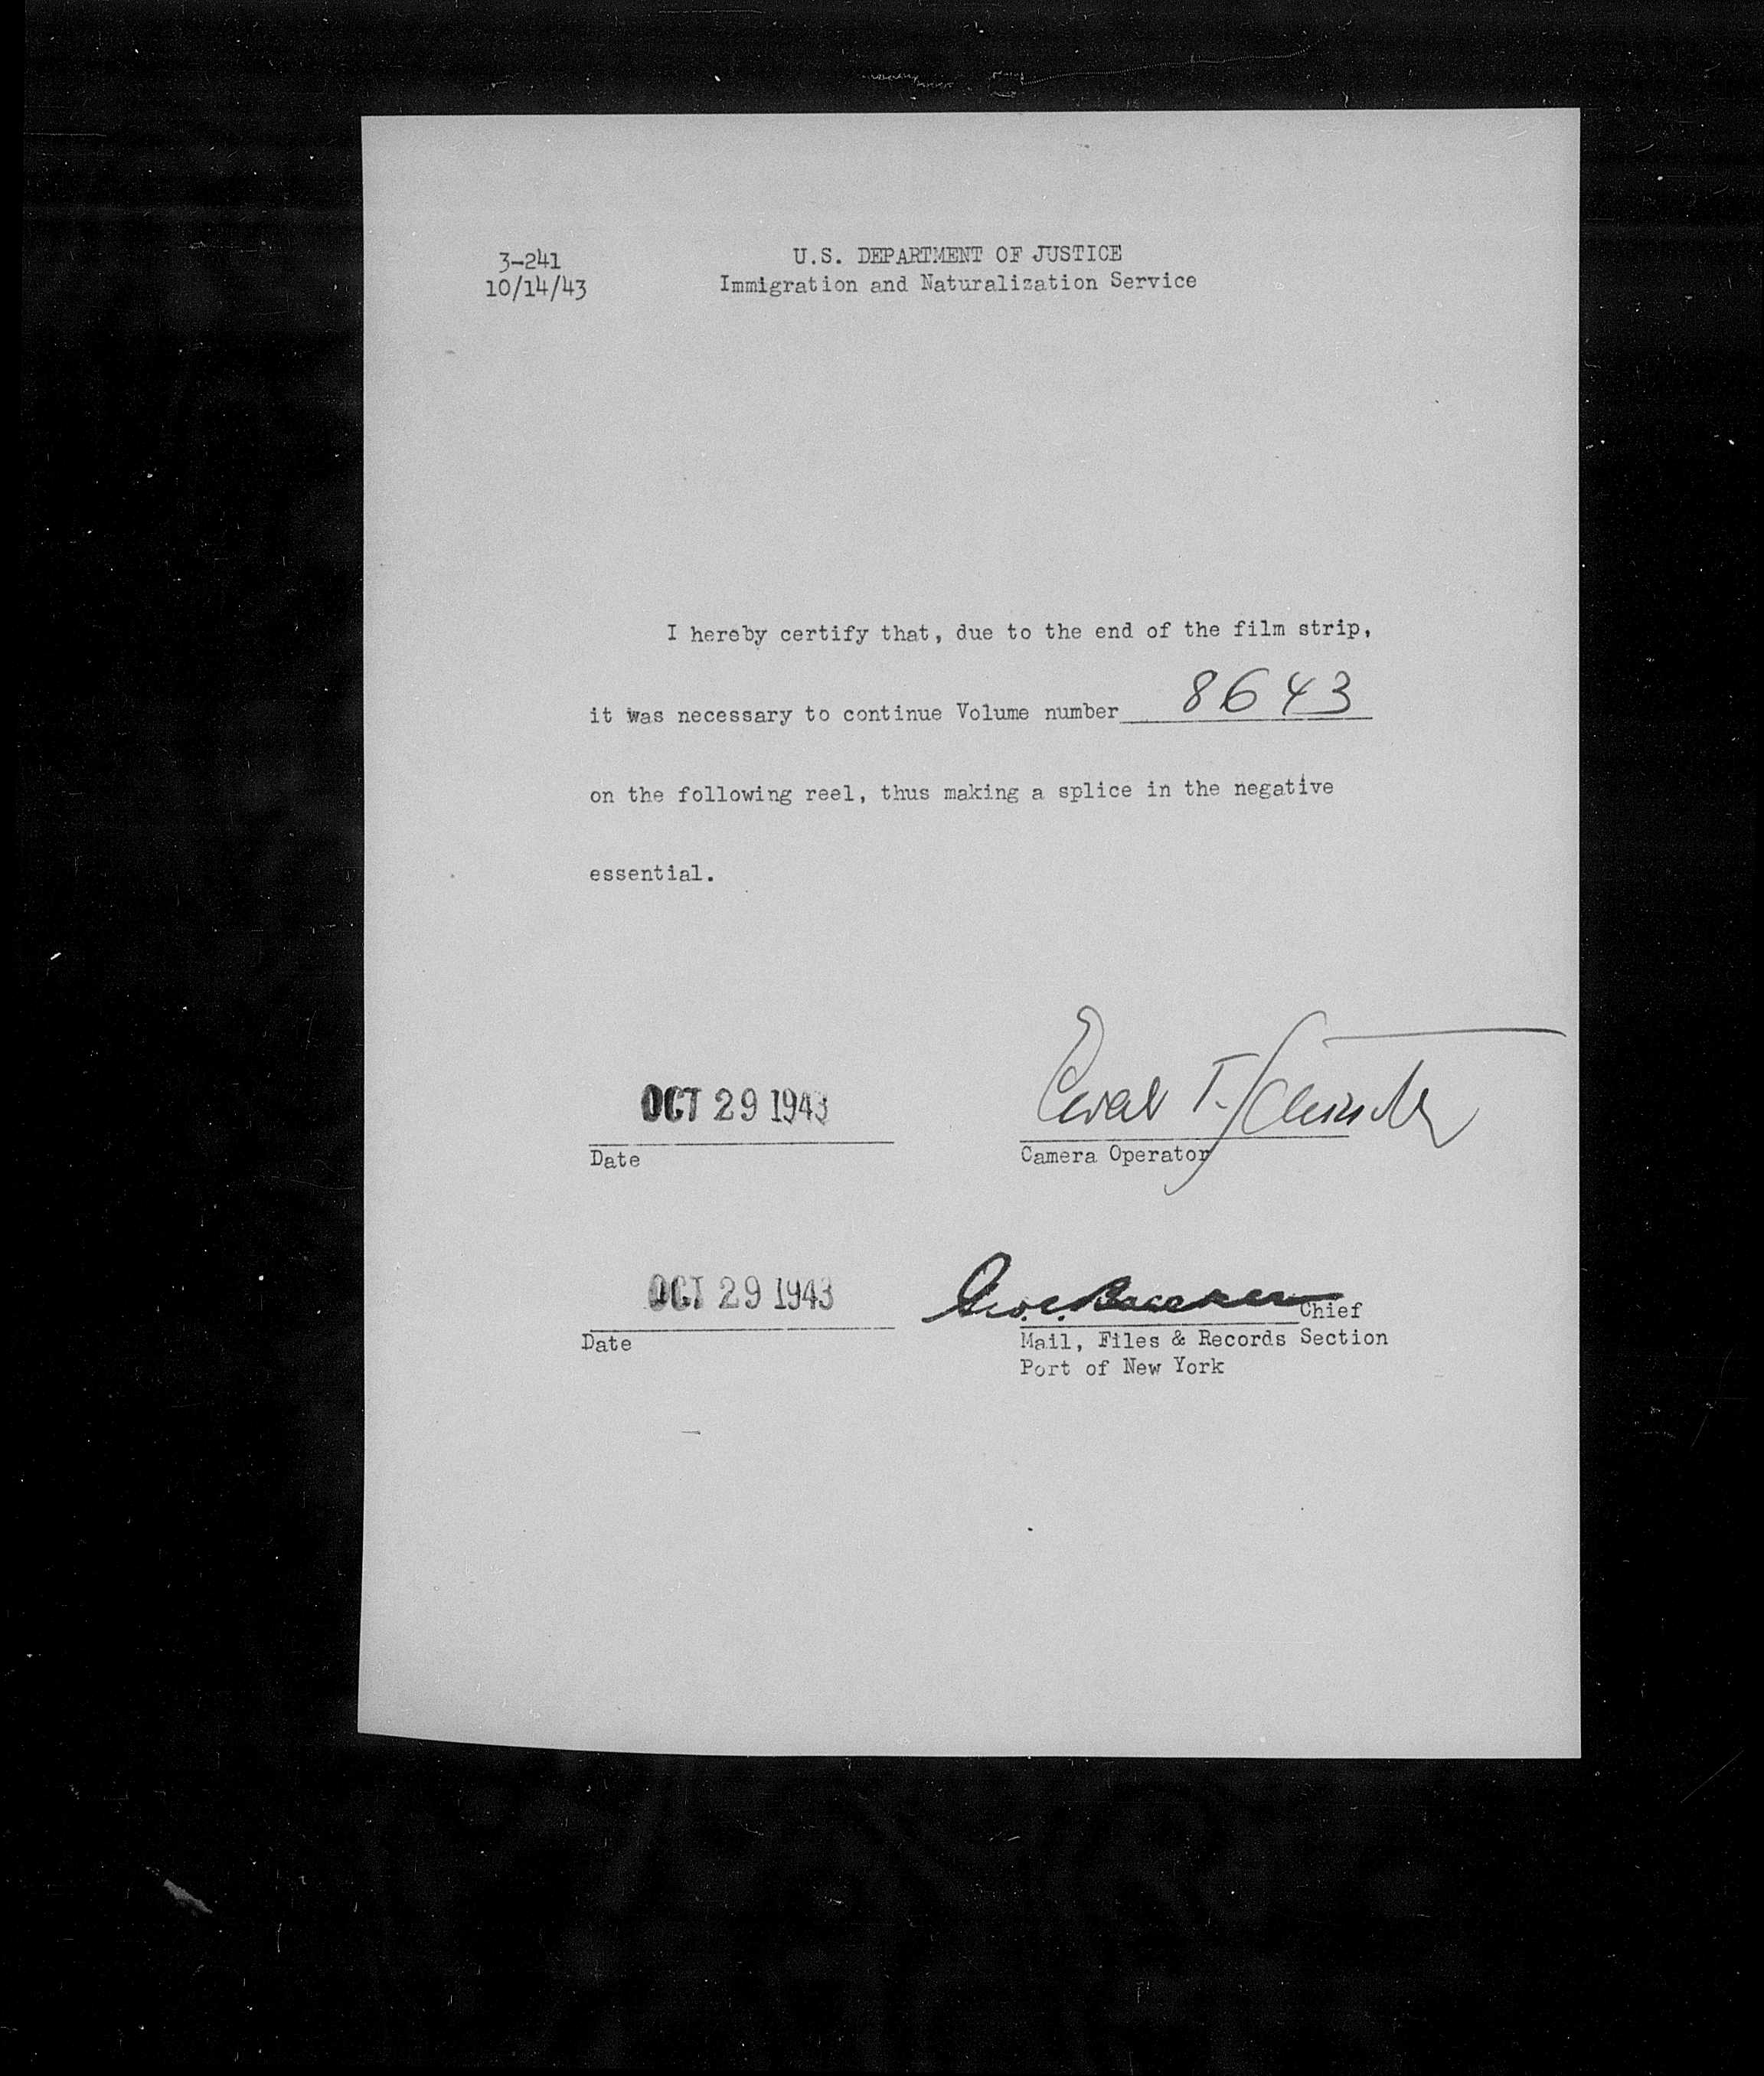 3-241
10/14/43
U.S. DEPARTMENT OF JUSTICE
Immigration and Naturalization Service
I hereby certify that, due to the end of the film strip,
it was necessary to continue Volume number 8643
on the following reel, thus making a splice in the negative
essential.
OCT 29 1943
Date
T.
Camera Operator
OCT 29 1943
Date
Chief
Mail, Files & Records Section
Port of New York